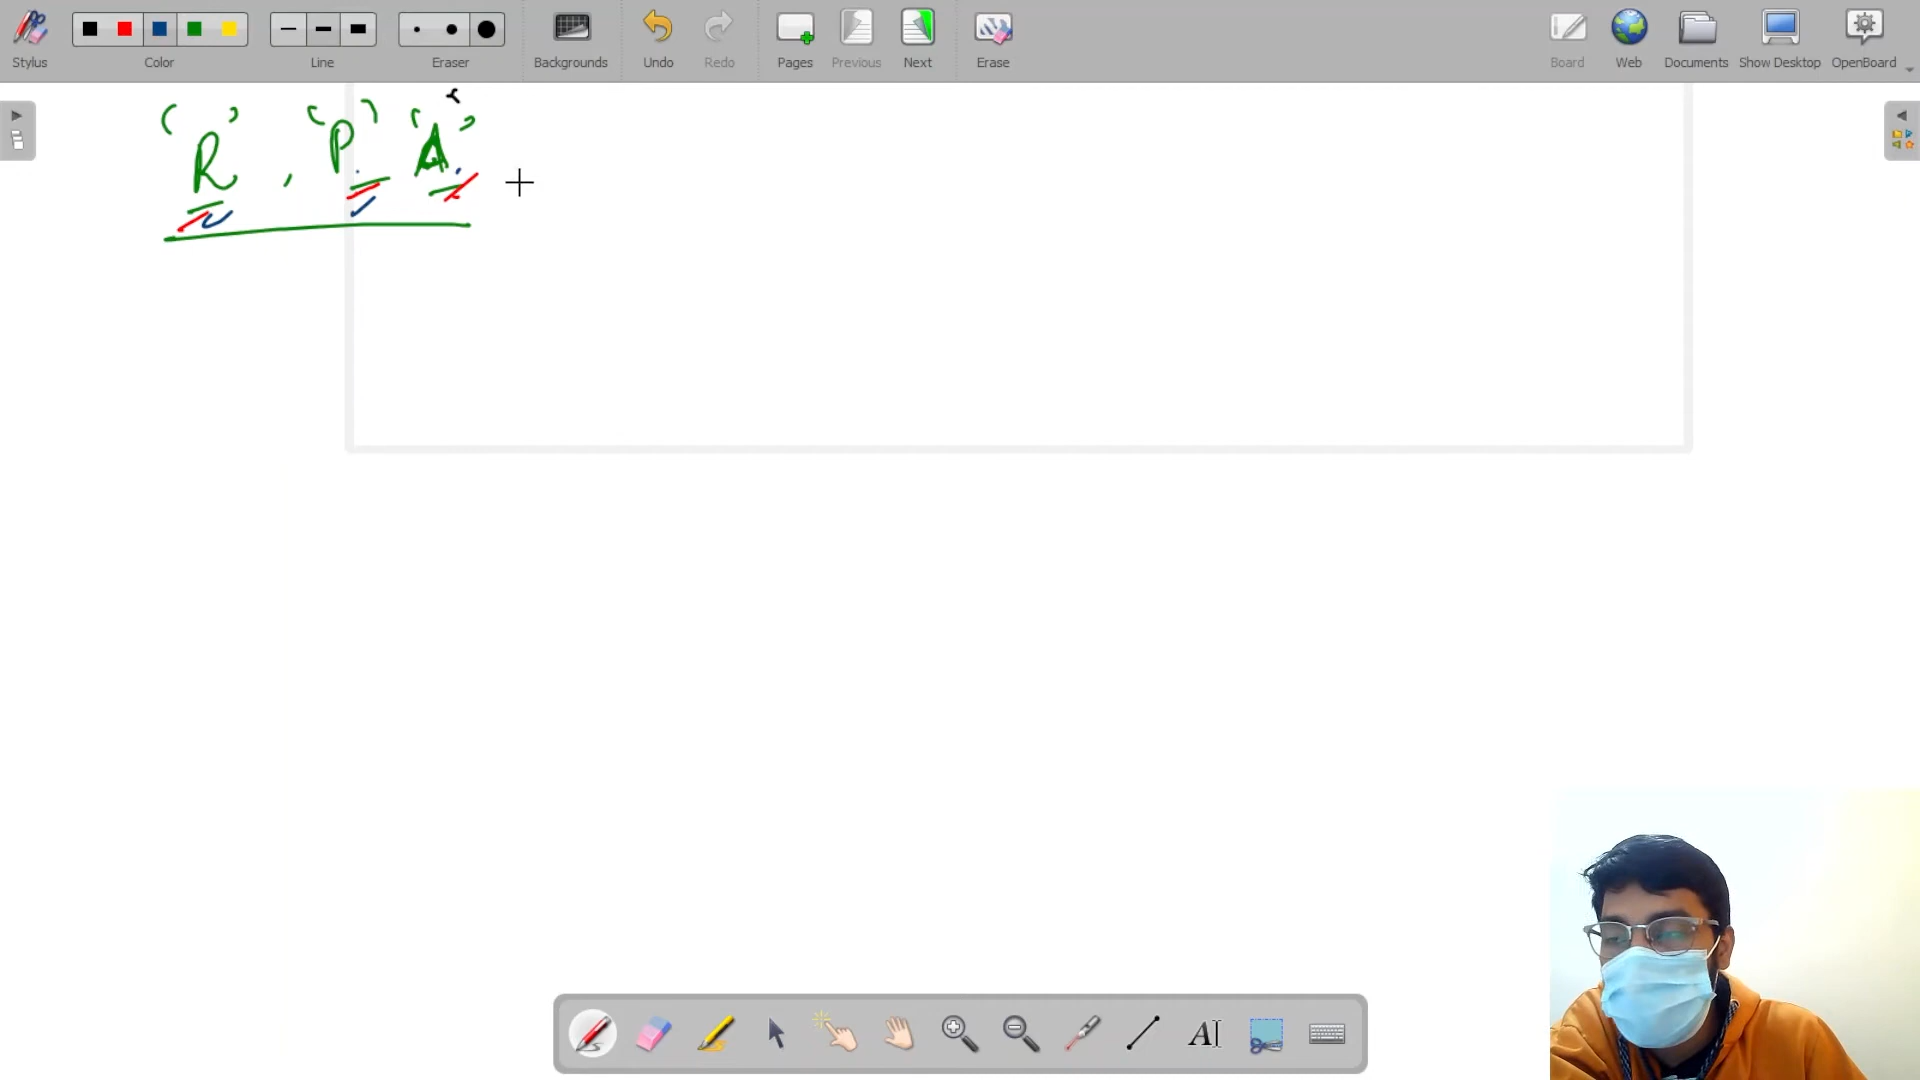 Stylus
Color
Line
Eraser
Backgrounds
Undo
Redo
Pages
Previous
Next
Erase
Board
Web
Documents
Show Desktop
OpenBoard
'R' , 'P' 'A'
A